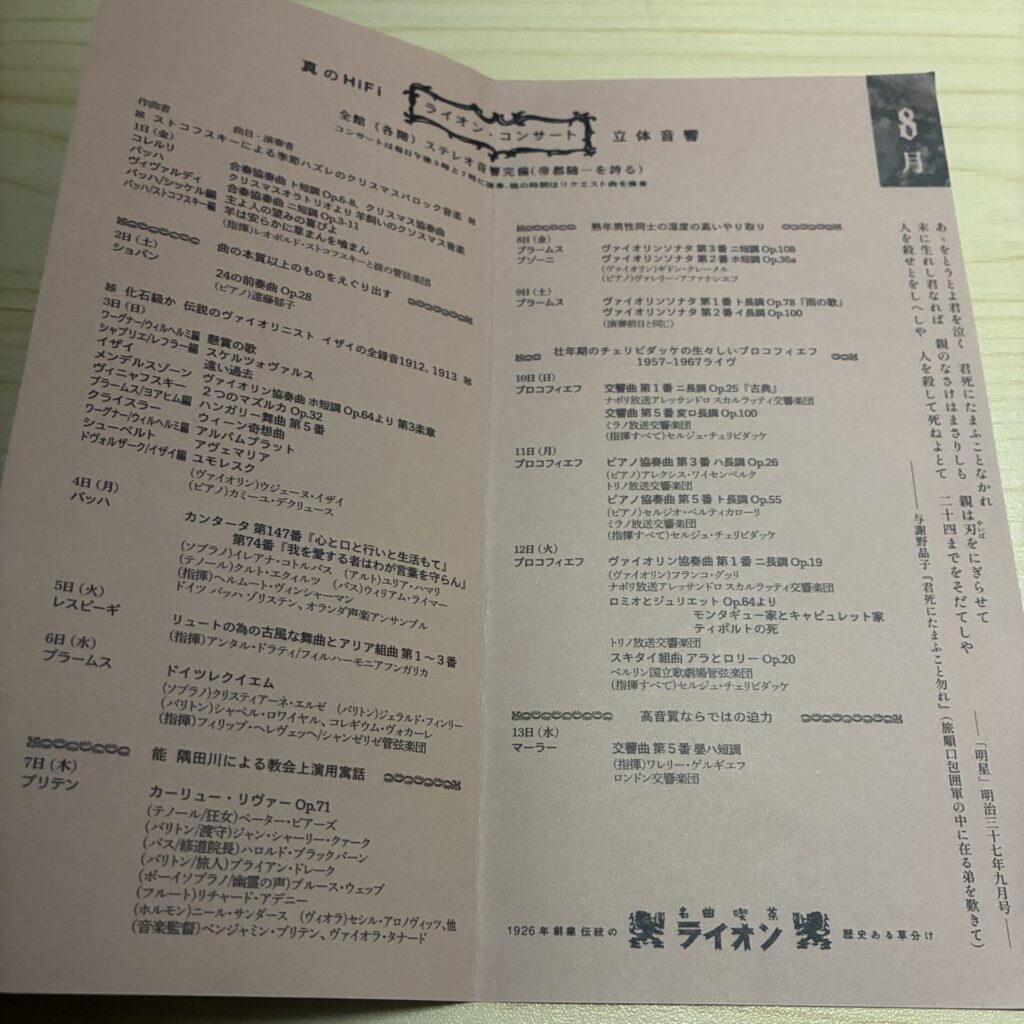 真のHiFi ライオン・コンサート 立体音響
全館（各階）ステレオ音響完備（帝都随一を誇る）
コンサートは毎日午後3時と7時に演奏、他の時間はリクエスト曲を演奏
8月
作曲者 曲目・演奏者
ストコフスキーによる季節ハズレのクリスマスバロック音楽
1日（金）
コレルリ 合奏協奏曲 ト短調 Op.6-8、クリスマス協奏曲
バッハ クリスマスオラトリオより 羊飼いのクリスマス音楽
ヴィヴァルディ 合奏協奏曲 ニ短調 Op.3-11
バッハ/シッケル編 主よ人の望みの喜びよ
バッハ/ストコフスキー編 羊は安らかに草まんを喰まん
（指揮）レオポルド・ストコフスキーと彼の管弦楽団
曲の本質以上のものをえぐり出す
2日（土）
ショパン 24の前奏曲 Op.28
（ピアノ）遠藤郁子
化石級か 伝説のヴァイオリニスト イザイの全録音1912、1913
3日（日）
ワーグナー/ウィルヘルミ編 懸賞の歌
シャブリエ/レフラー編 スケルツォヴァルス
イザイ 遠い過去
メンデルスゾーン ヴァイオリン協奏曲 ホ短調 Op.64より 第3楽章
ヴィニャフスキー 2つのマズルカ Op.32
ブラームス/ヨアヒム編 ハンガリー舞曲 第5番
クライスラー ウィーン奇想曲
ワーグナー/ウィルヘルミ編 アルバムブラット
シューベルト アヴェマリア
ドヴォルザーク/イザイ編 ユモレスク
（ヴァイオリン）ウジェーヌ・イザイ
（ピアノ）カミーユ・デクリュース
4日（月）
バッハ カンタータ 第147番『心と口と行いと生活もて』
第74番『我を愛する者はわが言葉を守らん』
（ソプラノ）イレアナ・コトルバス （アルト）ユリア・ハマリ
（テノール）クルト・エクイルツ （バス）ウィリアム・ライマー
（指揮）ヘルムート・ヴィンシャーマン
ドイツ バッハ ゾリステン、オランダ声楽アンサンブル
5日（火）
レスピーギ リュートの為の古風な舞曲とアリア組曲 第1～3番
（指揮）アンタル・ドラティ/フィルハーモニアフンガリカ
6日（水）
ブラームス ドイツレクイエム
（ソプラノ）クリスティアーネ・エルゼ （バリトン）ジェラルド・フィンリー
（バリトン）シャペル・ロワイヤル、コレギウム・ヴォカーレ
（指揮）フィリップ・ヘレヴェッヘ/シャンゼリゼ管弦楽団
能 隅田川による教会上演用寓話
7日（木）
ブリテン カーリュー・リヴァー Op.71
（テノール/狂女）ペーター・ピアーズ
（バリトン/渡守）ジャン・シャーリー・クァーク
（バス/修道院長）ハロルド・ブラックバーン
（バリトン/旅人）ブライアン・ドレーク
（ボーイソプラノ/幽霊の声）ブルース・ウェッブ
（フルート）リチャード・アデニー
（ホルモン）ニール・サンダース （ヴィオラ）セシル・アロノヴィッツ、他
（音楽監督）ベンジャミン・ブリテン、ヴァイオラ・タナード
熟年男性同士の湿度の高いやり取り
8日（金）
ブラームス ヴァイオリンソナタ 第3番 ニ短調 Op.108
ブゾーニ ヴァイオリンソナタ 第2番 ホ短調 Op.36a
（ヴァイオリン）ギドン・クレーメル
（ピアノ）ヴァレリー・アファナシエフ
9日（土）
ブラームス ヴァイオリンソナタ 第1番 ト長調 Op.78『雨の歌』
ヴァイオリンソナタ 第2番 イ長調 Op.100
（演奏前日と同じ）
壮年期のチェリビダッケの生々しいプロコフィエフ
1957-1967ライヴ
10日（日）
プロコフィエフ 交響曲 第1番 ニ長調 Op.25『古典』
ナポリ放送アレッサンドロ スカルラッティ交響楽団
交響曲 第5番 変ロ長調 Op.100
ミラノ放送交響楽団
（指揮すべて）セルジュ・チェリビダッケ
11日（月）
プロコフィエフ ピアノ協奏曲 第3番 ハ長調 Op.26
（ピアノ）アレクシス・ワイセンベルク
トリノ放送交響楽団
ピアノ協奏曲 第5番 ト長調 Op.55
（ピアノ）セルジオ・ペルティカローリ
ミラノ放送交響楽団
（指揮すべて）セルジュ・チェリビダッケ
12日（火）
プロコフィエフ ヴァイオリン協奏曲 第1番 ニ長調 Op.19
（ヴァイオリン）フランコ・グッリ
ナポリ放送アレッサンドロ スカルラッティ交響楽団
ロミオとジュリエット Op.64より
モンタギュー家とキャピュレット家
ティボルトの死
トリノ放送交響楽団
スキタイ組曲 アラとロリー Op.20
ベルリン国立歌劇場管弦楽団
（指揮すべて）セルジュ・チェリビダッケ
高音質ならではの迫力
13日（水）
マーラー 交響曲 第5番 嬰ハ短調
（指揮）ワレリー・ゲルギエフ
ロンドン交響楽団
1926年創業伝統の 名曲喫茶 ライオン 歴史ある草分け
あゝをとうとよ君を泣く 君死にたまふことなかれ
末に生れし君なれば 親のなさけはまさりしも 親は刃をにぎらせて
やいば
人を殺せとをしへしや 人を殺して死ねよとて 二十四までをそだてしや
――与謝野晶子『君死にたまふこと勿れ』（旅順口包囲軍の中に在る弟を歎きて）
――「明星」明治三十七年九月号――